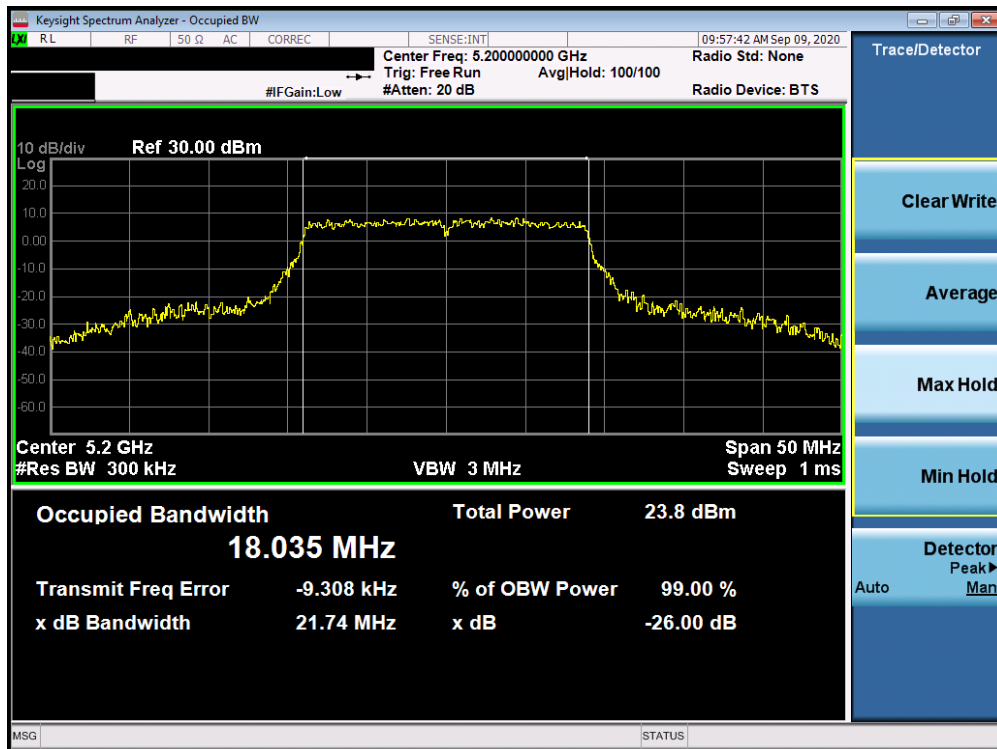 Keysight Spectrum Analyzer - Occupied BW
LXI RL RF 50 Ω AC CORREC SENSE:INT 09:57:42 AM Sep 09, 2020
Center Freq: 5.200000000 GHz Radio Std: None
Trig: Free Run Avg|Hold: 100/100
#IFGain:Low #Atten: 20 dB Radio Device: BTS
10 dB/div Ref 30.00 dBm
Log
20.0
10.0
0.00
-10.0
-20.0
-30.0
-40.0
-50.0
-60.0
Center 5.2 GHz Span 50 MHz
#Res BW 300 kHz VBW 3 MHz Sweep 1 ms
Occupied Bandwidth Total Power 23.8 dBm
18.035 MHz
Transmit Freq Error -9.308 kHz % of OBW Power 99.00 %
x dB Bandwidth 21.74 MHz x dB -26.00 dB
MSG STATUS
Trace/Detector
Clear Write
Average
Max Hold
Min Hold
Detector
Peak▶
Auto Man